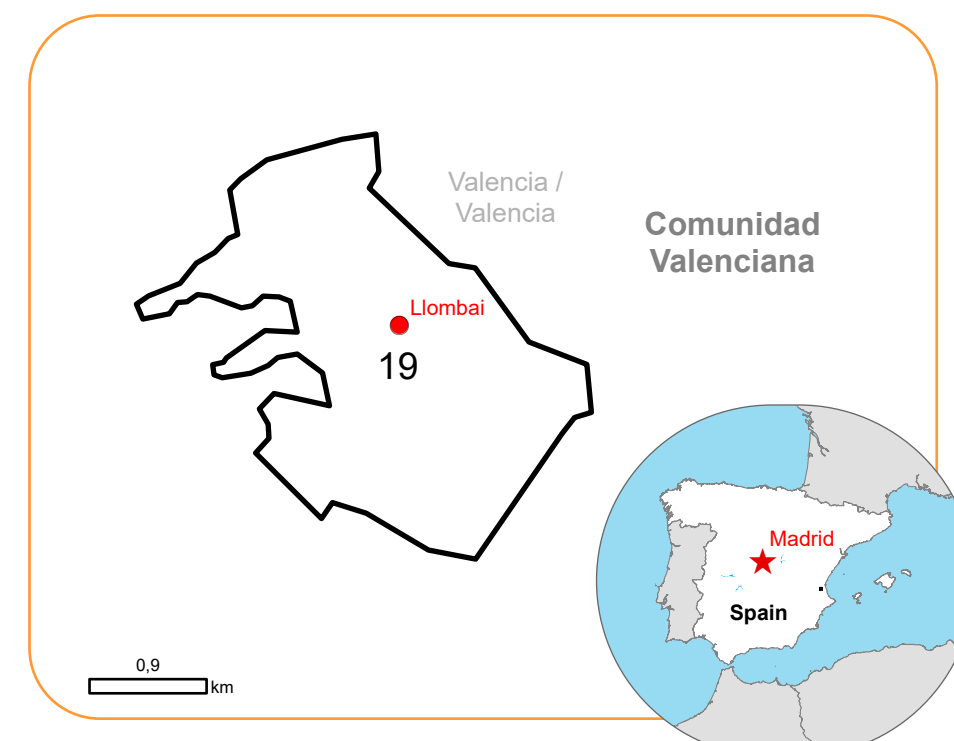 Valencia /
Valencia
Comunidad
Valenciana
Llombai
19
Madrid
Spain
0,9
km